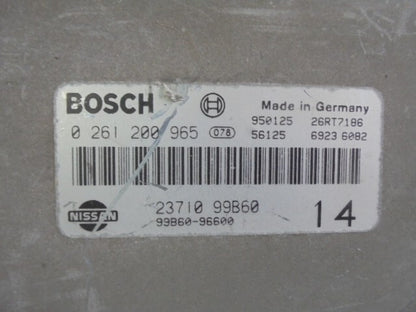 BOSCH Made in Germany
950125 26RT7186
0 261 200 965 078 56125 6923 6082
NISSAN 23710 99B60 14
99B60-96600